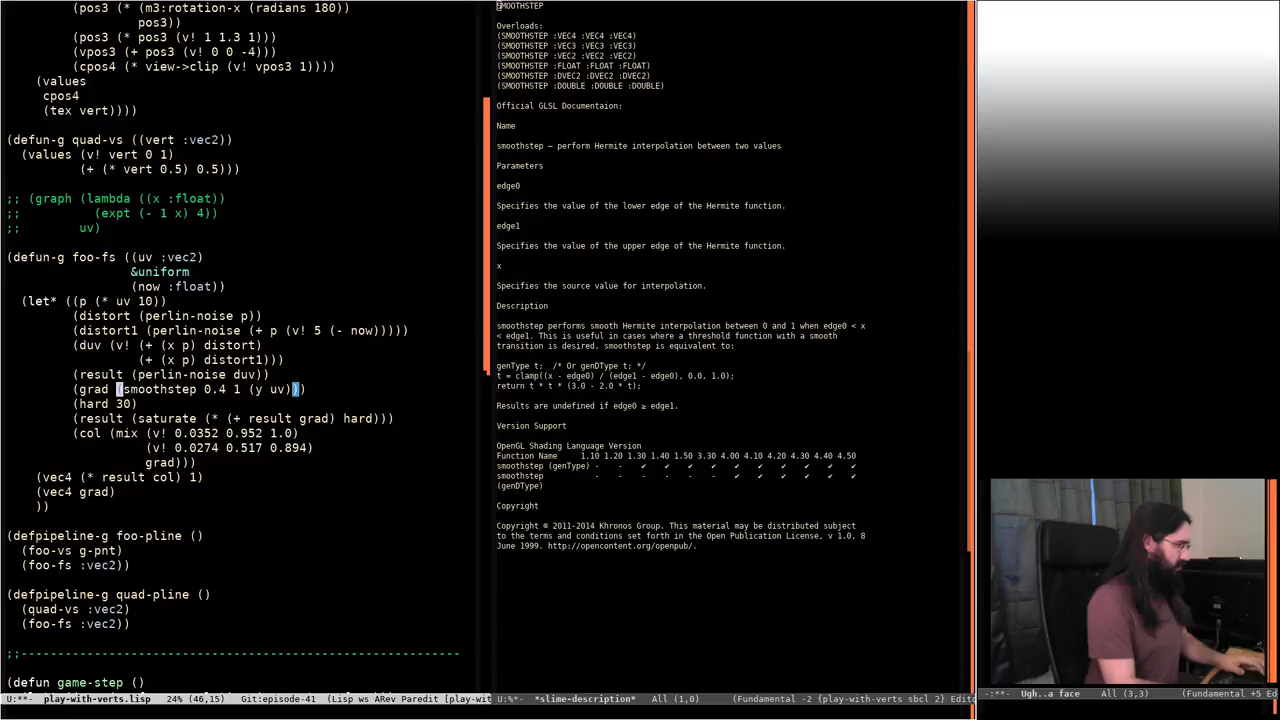 (pos3 (* (m3:rotation-x (radians 180))
pos3))
(pos3 (* pos3 (v! 1 1.3 1)))
(vpos3 (+ pos3 (v! 0 0 -4)))
(cpos4 (* view->clip (v! vpos3 1))))
(values
cpos4
(tex vert))))
(defun-g quad-vs ((vert :vec2))
(values (v! vert 0 1)
(+ (* vert 0.5) 0.5)))
;; (graph (lambda ((x :float))
;;         (expt (- 1 x) 4))
;;       uv)
(defun-g foo-fs ((uv :vec2)
&uniform
(now :float))
(let* ((p (* uv 10))
(distort (perlin-noise p))
(distort1 (perlin-noise (+ p (v! 5 (- now)))))
(duv (v! (+ (x p) distort)
(+ (x p) distort1)))
(result (perlin-noise duv))
(grad (smoothstep 0.4 1 (y uv)))
(hard 30)
(result (saturate (* (+ result grad) hard)))
(col (mix (v! 0.0352 0.952 1.0)
(v! 0.0274 0.517 0.894)
grad)))
(vec4 (* result col) 1)
(vec4 grad)
))
(defpipeline-g foo-pline ()
(foo-vs g-pnt)
(foo-fs :vec2))
(defpipeline-g quad-pline ()
(quad-vs :vec2)
(foo-fs :vec2))
;;--------------------------------------------------------------
(defun game-step ()
U:**-  play-with-verts.lisp   24% (46,15)    Git:episode-41  (Lisp ws ARev Paredit [play-wit
SMOOTHSTEP
Overloads:
(SMOOTHSTEP :VEC4 :VEC4 :VEC4)
(SMOOTHSTEP :VEC3 :VEC3 :VEC3)
(SMOOTHSTEP :VEC2 :VEC2 :VEC2)
(SMOOTHSTEP :FLOAT :FLOAT :FLOAT)
(SMOOTHSTEP :DVEC2 :DVEC2 :DVEC2)
(SMOOTHSTEP :DOUBLE :DOUBLE :DOUBLE)
Official GLSL Documentaion:
Name
smoothstep — perform Hermite interpolation between two values
Parameters
edge0
Specifies the value of the lower edge of the Hermite function.
edge1
Specifies the value of the upper edge of the Hermite function.
x
Specifies the source value for interpolation.
Description
smoothstep performs smooth Hermite interpolation between 0 and 1 when edge0 < x
< edge1. This is useful in cases where a threshold function with a smooth
transition is desired. smoothstep is equivalent to:
genType t;  /* Or genDType t; */
t = clamp((x - edge0) / (edge1 - edge0), 0.0, 1.0);
return t * t * (3.0 - 2.0 * t);
Results are undefined if edge0 ≥ edge1.
Version Support
OpenGL Shading Language Version
Function Name    1.10 1.20 1.30 1.40 1.50 3.30 4.00 4.10 4.20 4.30 4.40 4.50
smoothstep (genType) - - ✔ ✔ ✔ ✔ ✔ ✔ ✔ ✔ ✔ ✔
smoothstep - - - - - - ✔ ✔ ✔ ✔ ✔ ✔
(genDType)
Copyright
Copyright © 2011-2014 Khronos Group. This material may be distributed subject
to the terms and conditions set forth in the Open Publication License, v 1.0, 8
June 1999. http://opencontent.org/openpub/.
U:%*-  *slime-description*   All (1,0)    (Fundamental -2 {play-with-verts sbcl 2} Edito
-:**-  Ugh..a face    All (3,3)    (Fundamental +5 Ed